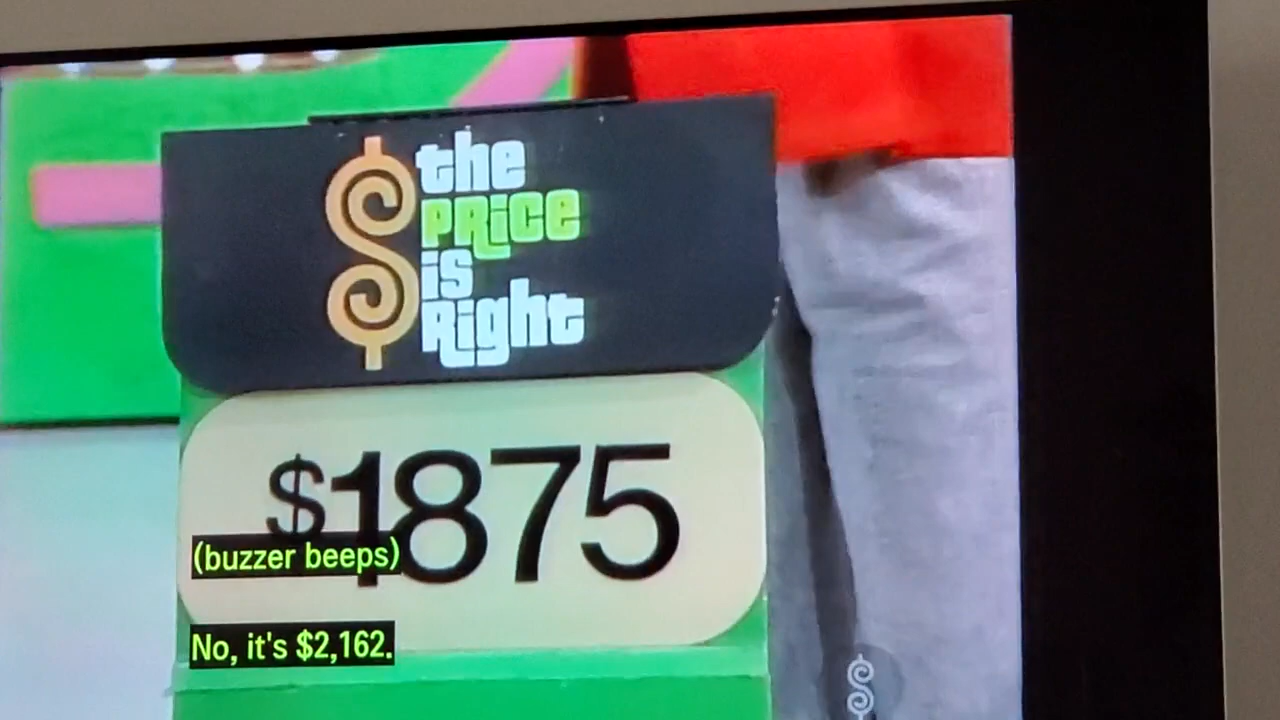 the
PRiCE
is
Right
$1875
(buzzer beeps)
No, it's $2,162.